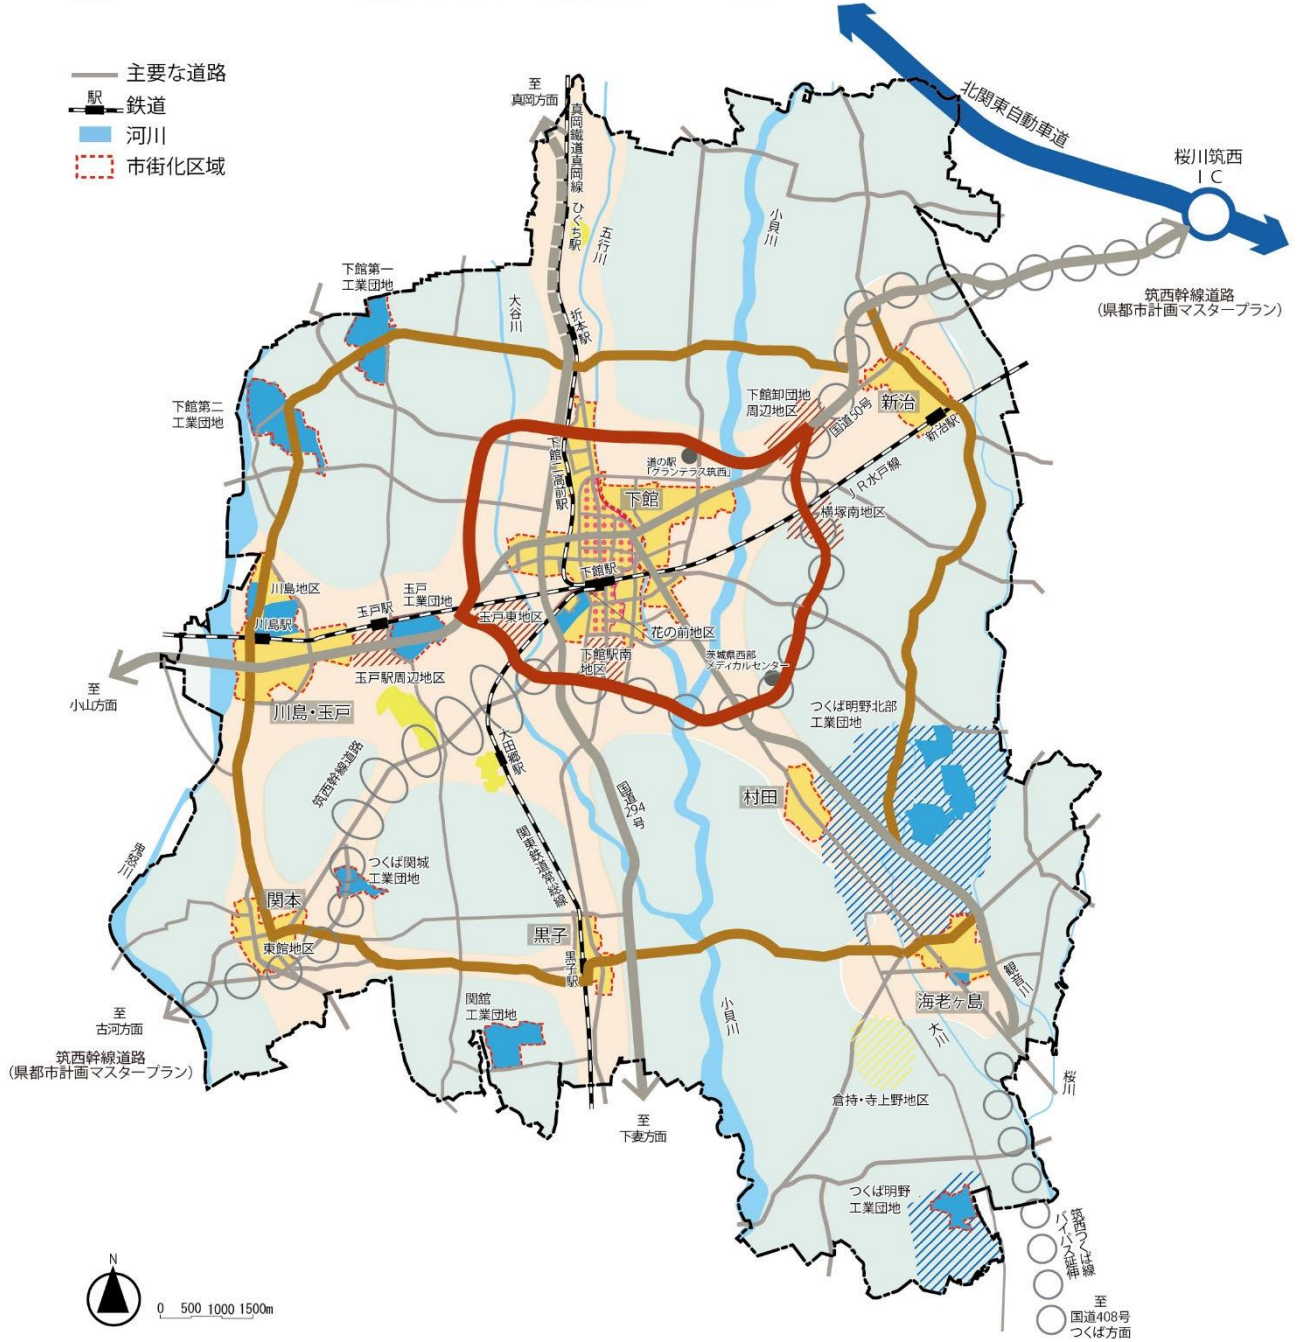 主要な道路
駅
鉄道
河川
市街化区域
至
真岡方面
真岡鐵道真岡線
ひぐち駅
五行川
小貝川
北関東自動車道
桜川筑西
IC
筑西幹線道路
(県都市計画マスタープラン)
下館第一
工業団地
大谷川
折本駅
下館第二
工業団地
下館卸団地
周辺地区
国道50号
新治
新治駅
下館二高前駅
道の駅
「グランテラス筑西」
JR水戸線
下館
横塚南地区
下館駅
川島地区
玉戸駅
玉戸
工業団地
玉戸東地区
川島駅
花の前地区
下館駅南
地区
茨城県西部
メディカルセンター
至
小山方面
玉戸駅周辺地区
川島・玉戸
つくば明野北部
工業団地
大田郷駅
筑西幹線道路
国道294号
村田
鬼怒川
関東鉄道常総線
つくば関城
工業団地
関本
東館地区
黒子
黒子駅
観音川
海老ヶ島
関舘
工業団地
小貝川
大川
至
古河方面
筑西幹線道路
(県都市計画マスタープラン)
桜川
倉持・寺上野地区
至
下妻方面
つくば明野
工業団地
筑西つくば線
バイパス延伸
N
0 500 1000 1500m
至
国道408号
つくば方面